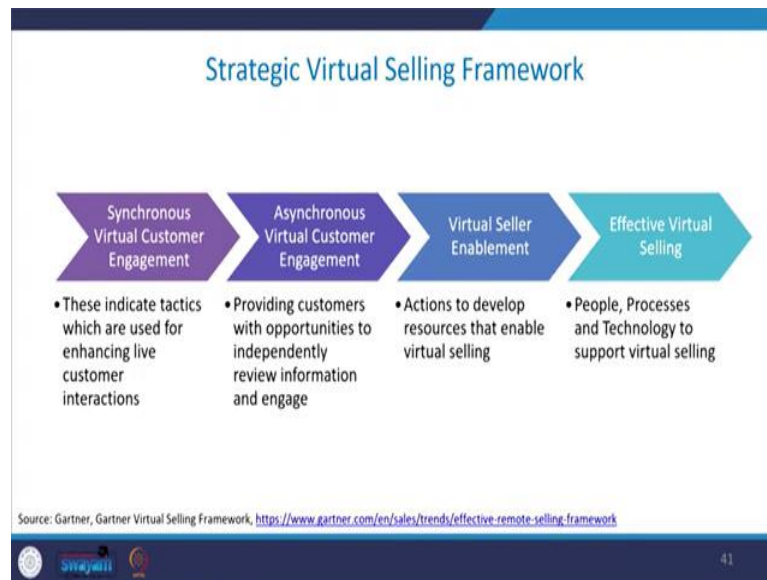 Strategic Virtual Selling Framework
Synchronous
Virtual Customer
Engagement
•These indicate tactics
which are used for
enhancing live
customer
interactions
Asynchronous
Virtual Customer
Engagement
•Providing customers
with opportunities to
independently
review information
and engage
Virtual Seller
Enablement
•Actions to develop
resources that enable
virtual selling
Effective Virtual
Selling
•People, Processes
and Technology to
support virtual selling
Source: Gartner, Gartner Virtual Selling Framework, https://www.gartner.com/en/sales/trends/effective-remote-selling-framework
swayam
41